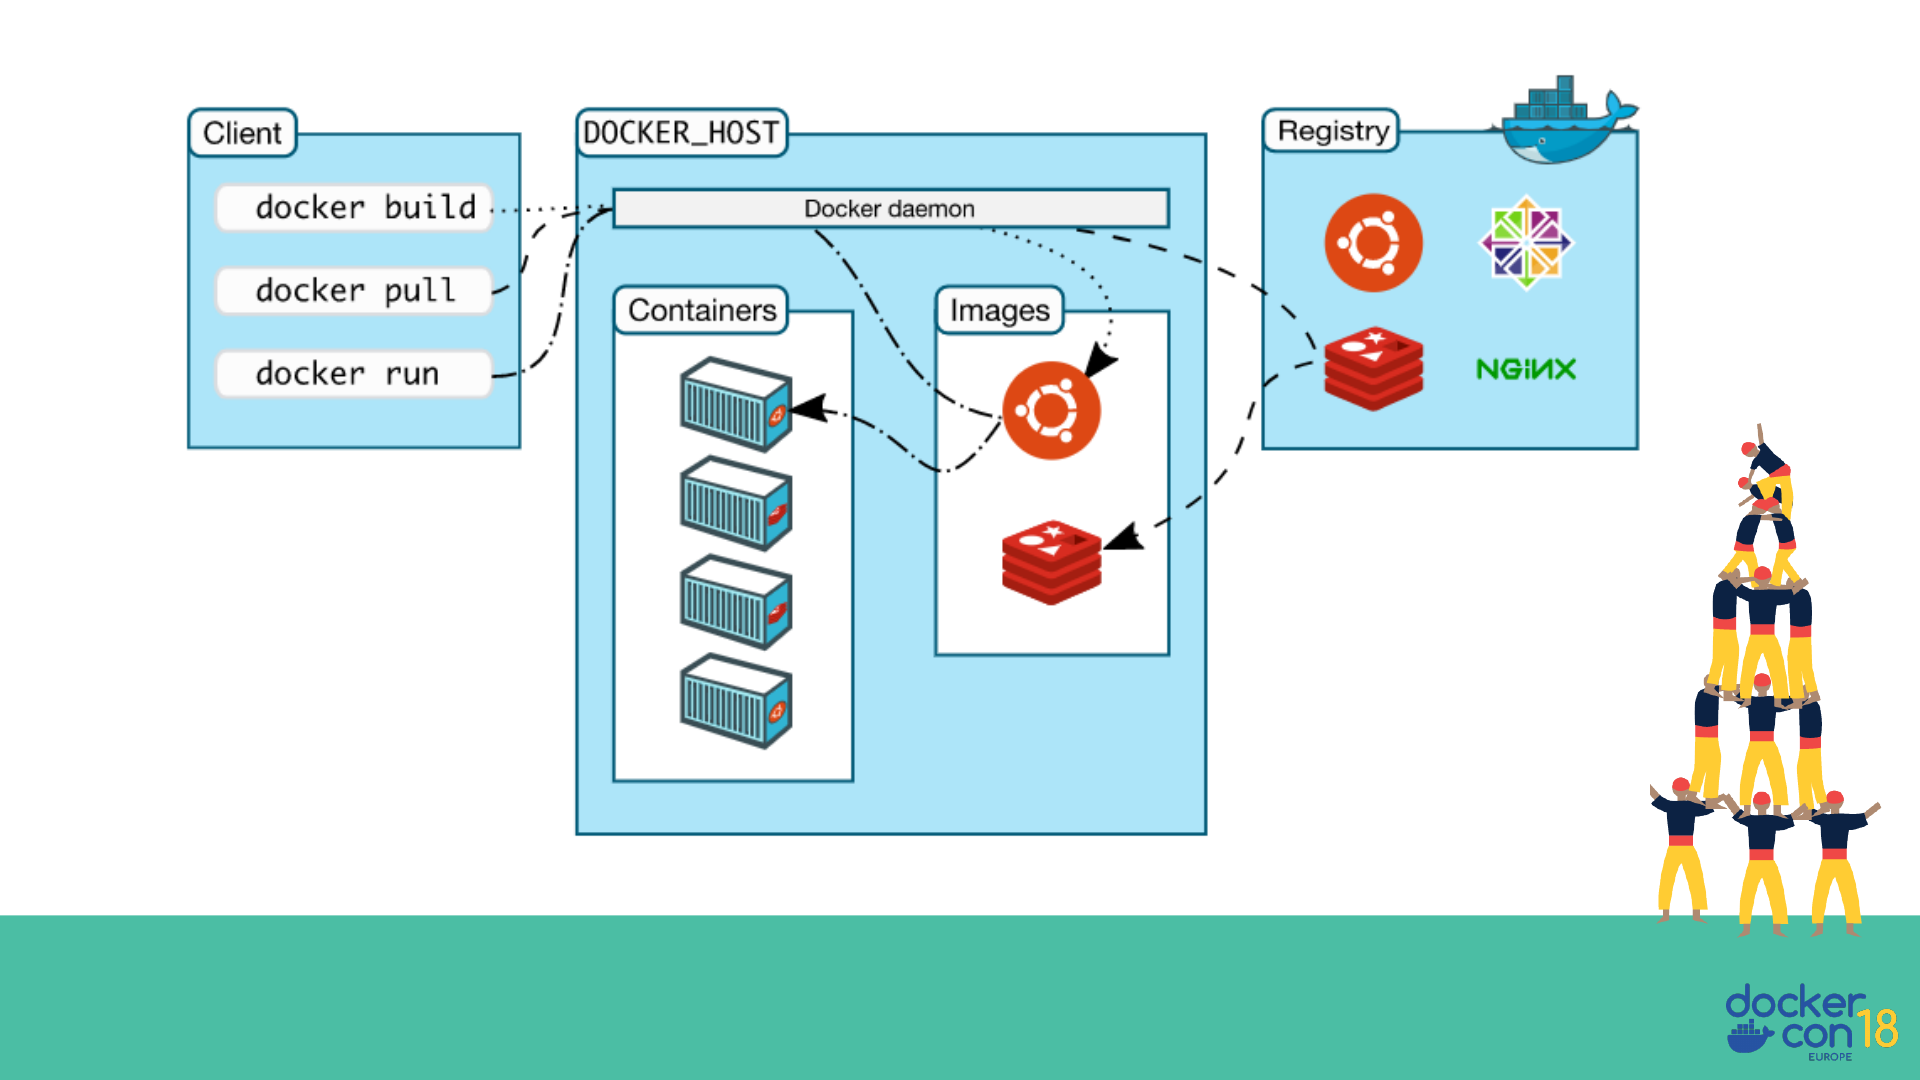 Client
docker build
docker pull
docker run
DOCKER_HOST
Docker daemon
Containers
Images
Registry
NGINX
docker
con 18
EUROPE